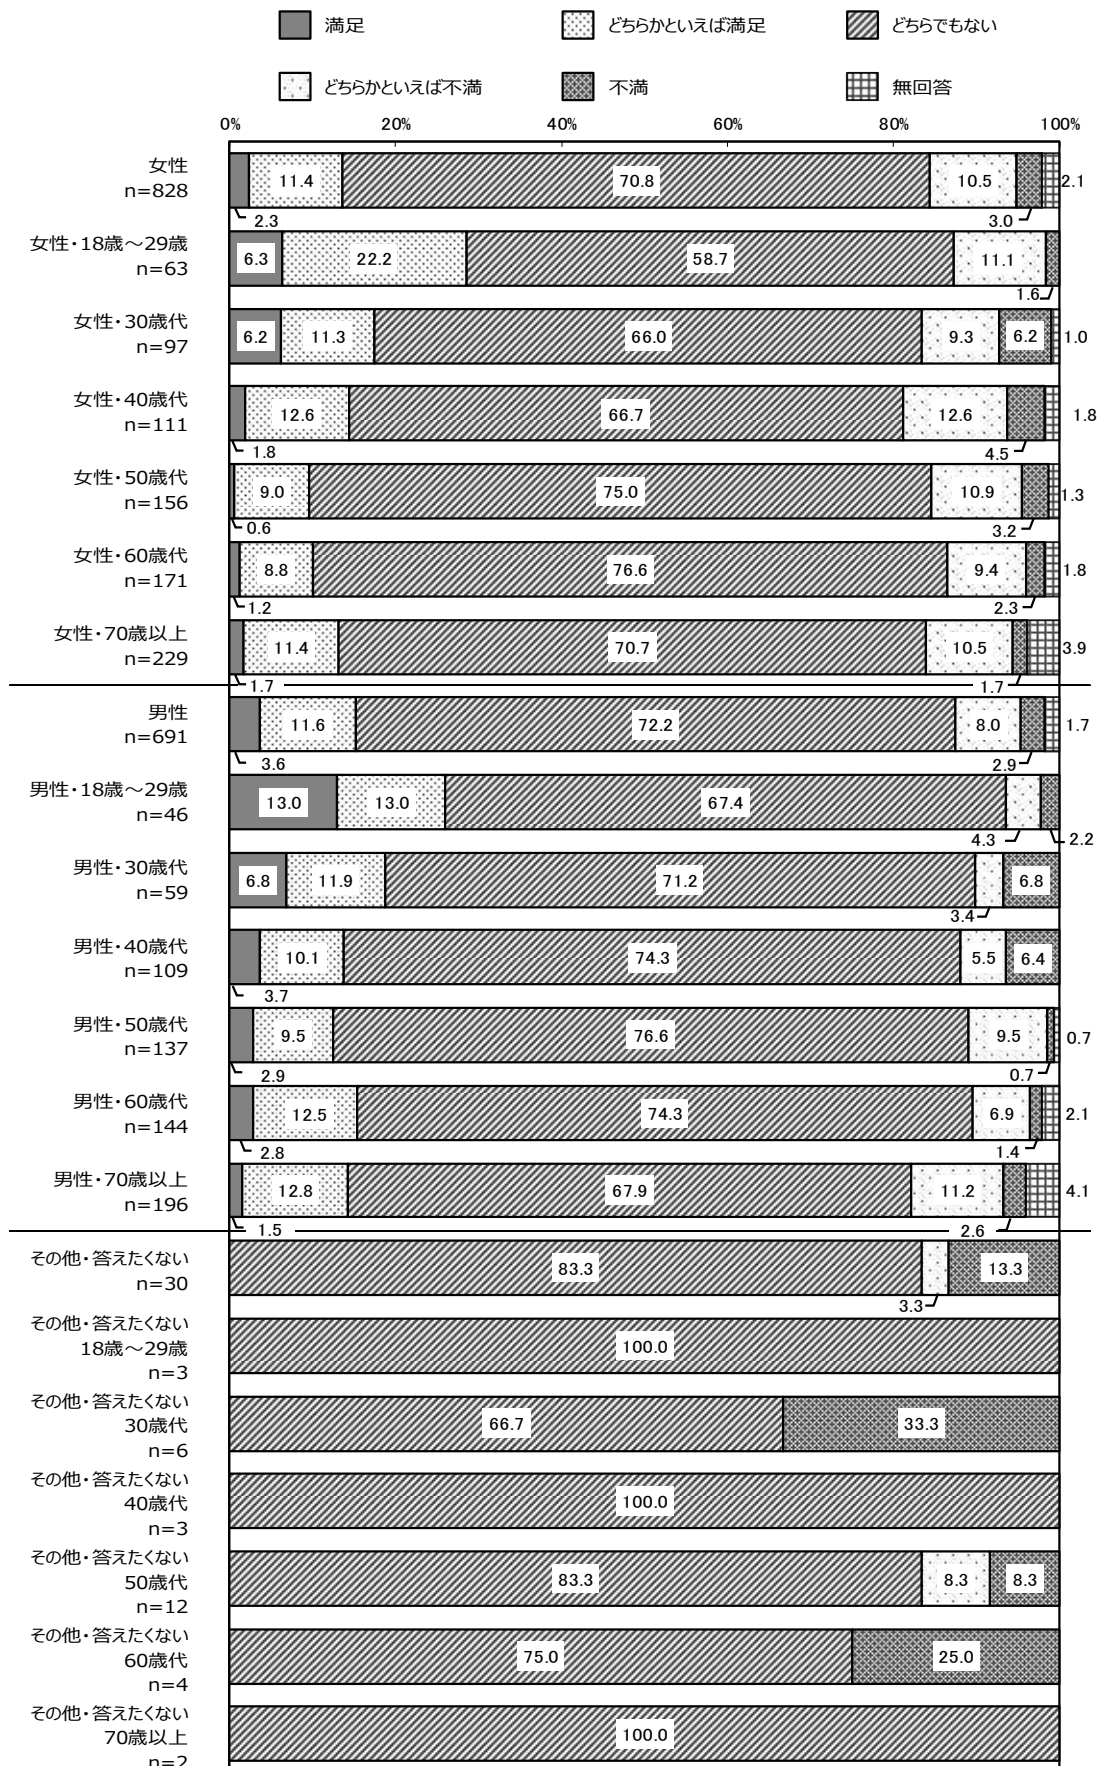 満足 どちらかといえば満足 どちらでもない
どちらかといえば不満 不満 無回答
0% 20% 40% 60% 80% 100%
女性
n=828
11.4 70.8 10.5 2.1
2.3 3.0
女性・18歳～29歳
n=63
6.3 22.2 58.7 11.1
1.6
女性・30歳代
n=97
6.2 11.3 66.0 9.3 6.2 1.0
女性・40歳代
n=111
12.6 66.7 12.6 1.8
1.8 4.5
女性・50歳代
n=156
9.0 75.0 10.9 1.3
0.6 3.2
女性・60歳代
n=171
8.8 76.6 9.4 1.8
1.2 2.3
女性・70歳以上
n=229
11.4 70.7 10.5 3.9
1.7 1.7
男性
n=691
11.6 72.2 8.0 1.7
3.6 2.9
男性・18歳～29歳
n=46
13.0 13.0 67.4
4.3 2.2
男性・30歳代
n=59
6.8 11.9 71.2 6.8
3.4
男性・40歳代
n=109
10.1 74.3 5.5 6.4
3.7
男性・50歳代
n=137
9.5 76.6 9.5 0.7
2.9 0.7
男性・60歳代
n=144
12.5 74.3 6.9 2.1
2.8 1.4
男性・70歳以上
n=196
12.8 67.9 11.2 4.1
1.5 2.6
その他・答えたくない
n=30
83.3 13.3
3.3
その他・答えたくない
18歳～29歳
n=3
100.0
その他・答えたくない
30歳代
n=6
66.7 33.3
その他・答えたくない
40歳代
n=3
100.0
その他・答えたくない
50歳代
n=12
83.3 8.3 8.3
その他・答えたくない
60歳代
n=4
75.0 25.0
その他・答えたくない
70歳以上
n=2
100.0